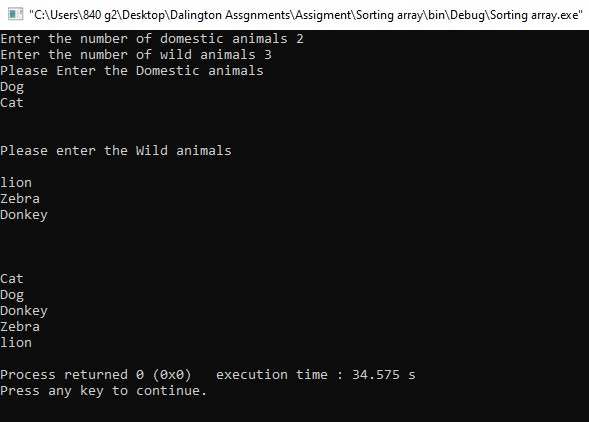 "C:\Users\840 g2\Desktop\Dalington Assgnments\Assigment\Sorting array\bin\Debug\Sorting array.exe"
Enter the number of domestic animals 2
Enter the number of wild animals 3
Please Enter the Domestic animals
Dog
Cat
Please enter the Wild animals
lion
Zebra
Donkey
Cat
Dog
Donkey
Zebra
lion
Process returned 0 (0x0)   execution time : 34.575 s
Press any key to continue.